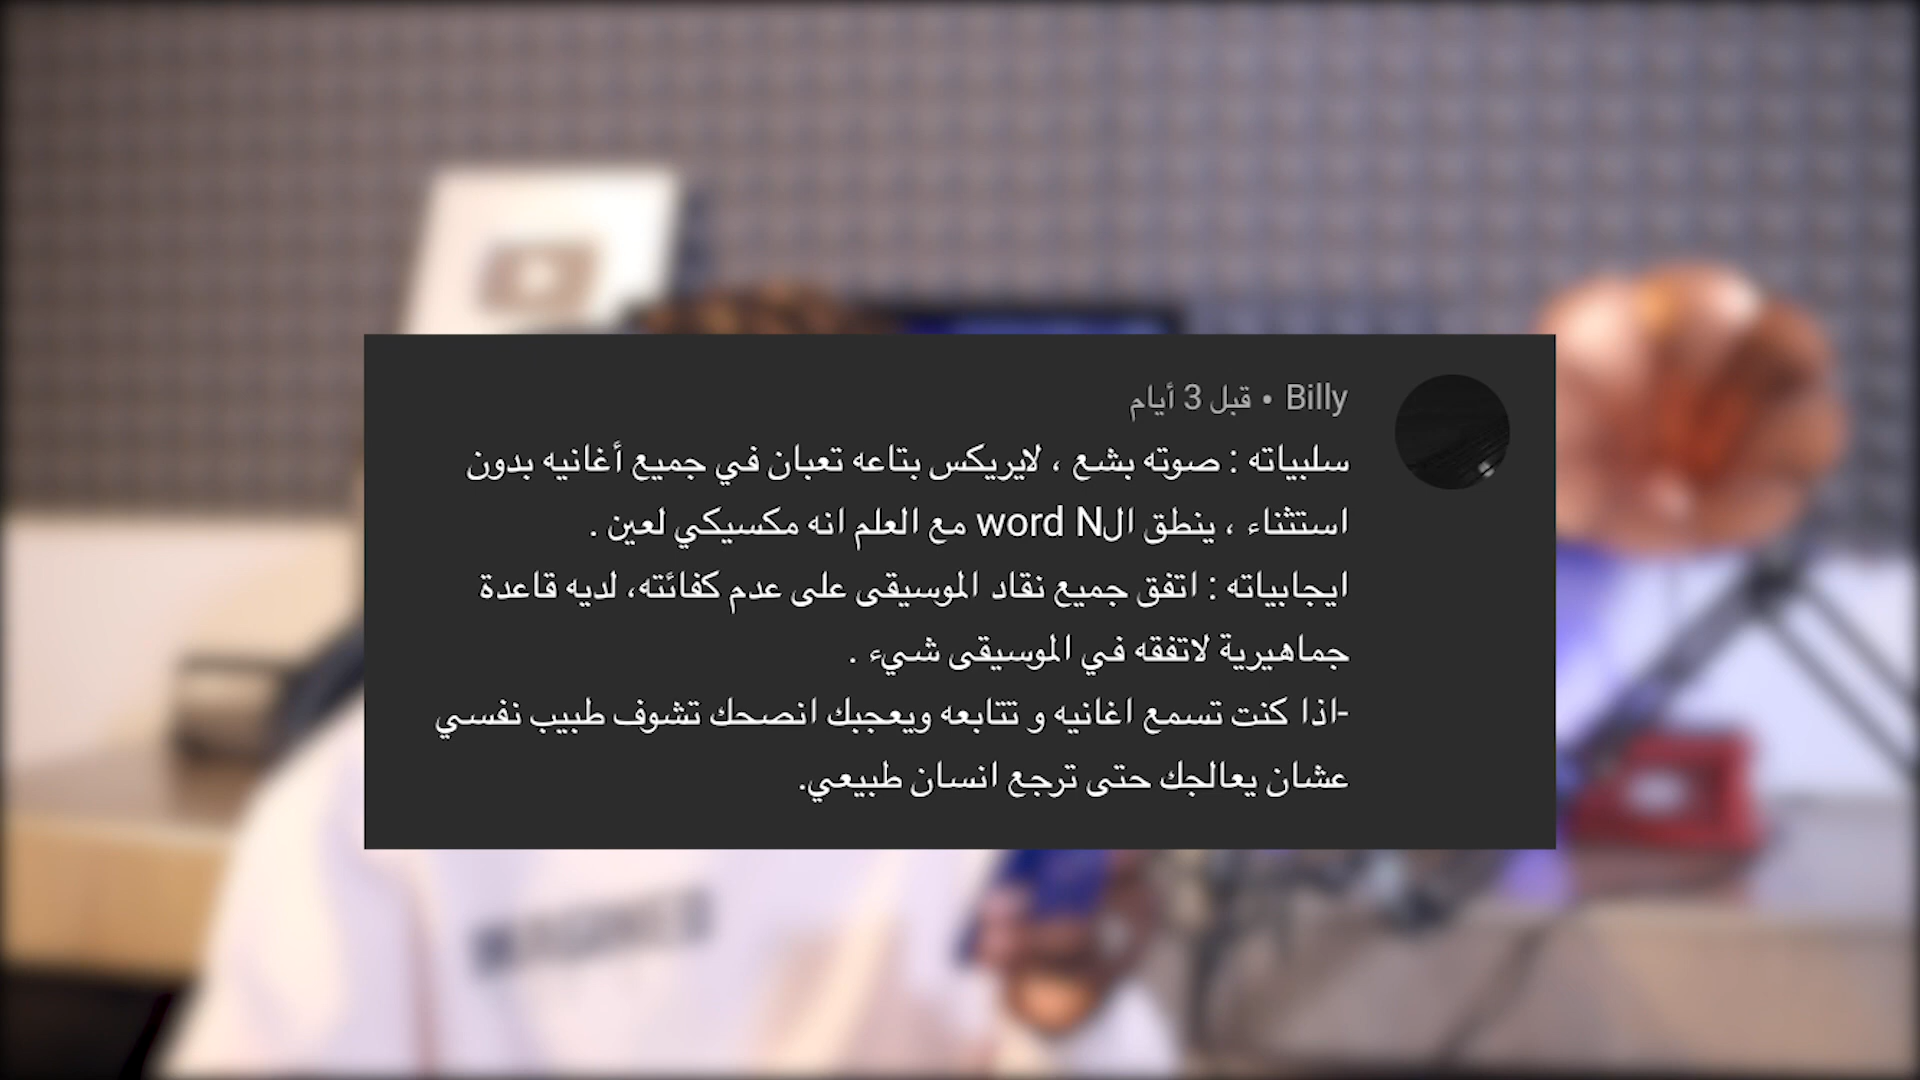 Billy • قبل 3 أيام
سلبياته : صوته بشع ، لايريكس بتاعه تعبان في جميع أغانيه بدون
استثناء ، ينطق الword N مع العلم انه مكسيكي لعين .
ايجابياته : اتفق جميع نقاد الموسيقى على عدم كفائته، لديه قاعدة
جماهيرية لاتفقه في الموسيقى شيء .
-اذا كنت تسمع اغانيه و تتابعه ويعجبك انصحك تشوف طبيب نفسي
عشان يعالجك حتى ترجع انسان طبيعي.